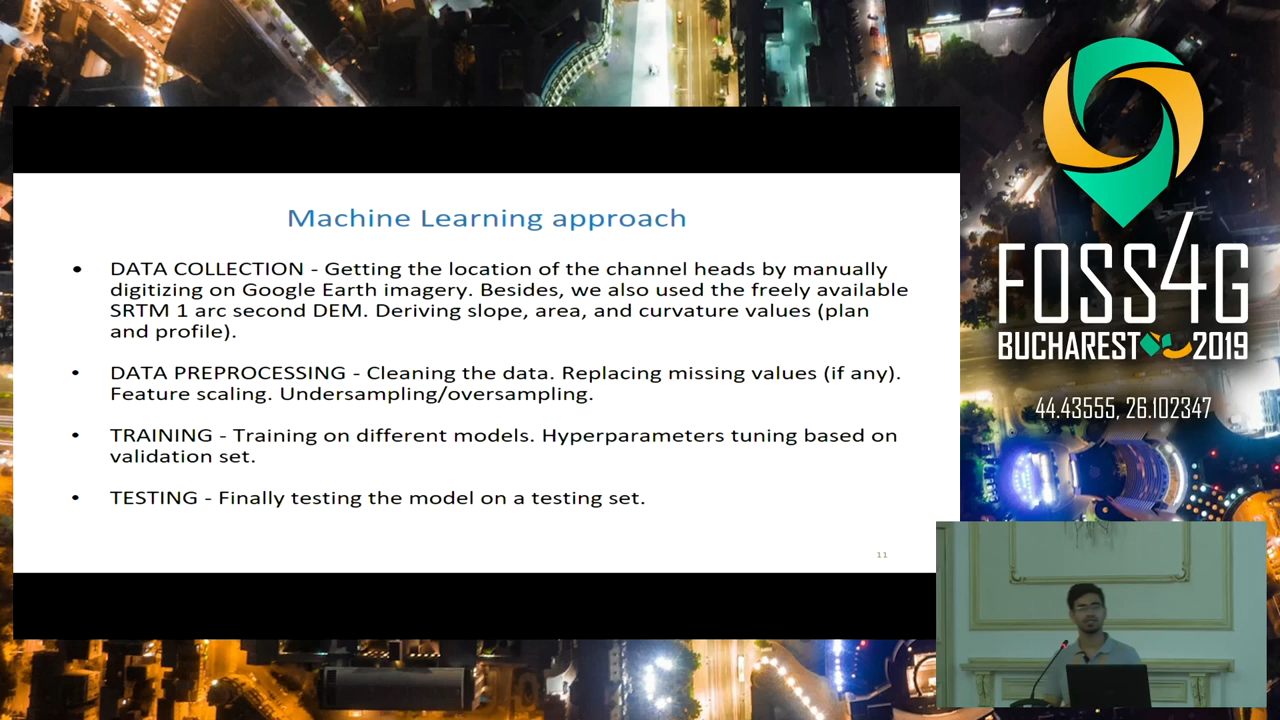 Machine Learning approach
• DATA COLLECTION - Getting the location of the channel heads by manually
digitizing on Google Earth imagery. Besides, we also used the freely available
SRTM 1 arc second DEM. Deriving slope, area, and curvature values (plan
and profile).
• DATA PREPROCESSING - Cleaning the data. Replacing missing values (if any).
Feature scaling. Undersampling/oversampling.
• TRAINING - Training on different models. Hyperparameters tuning based on
validation set.
• TESTING - Finally testing the model on a testing set.
11
FOSS4G
BUCHAREST 2019
44.43555, 26.102347